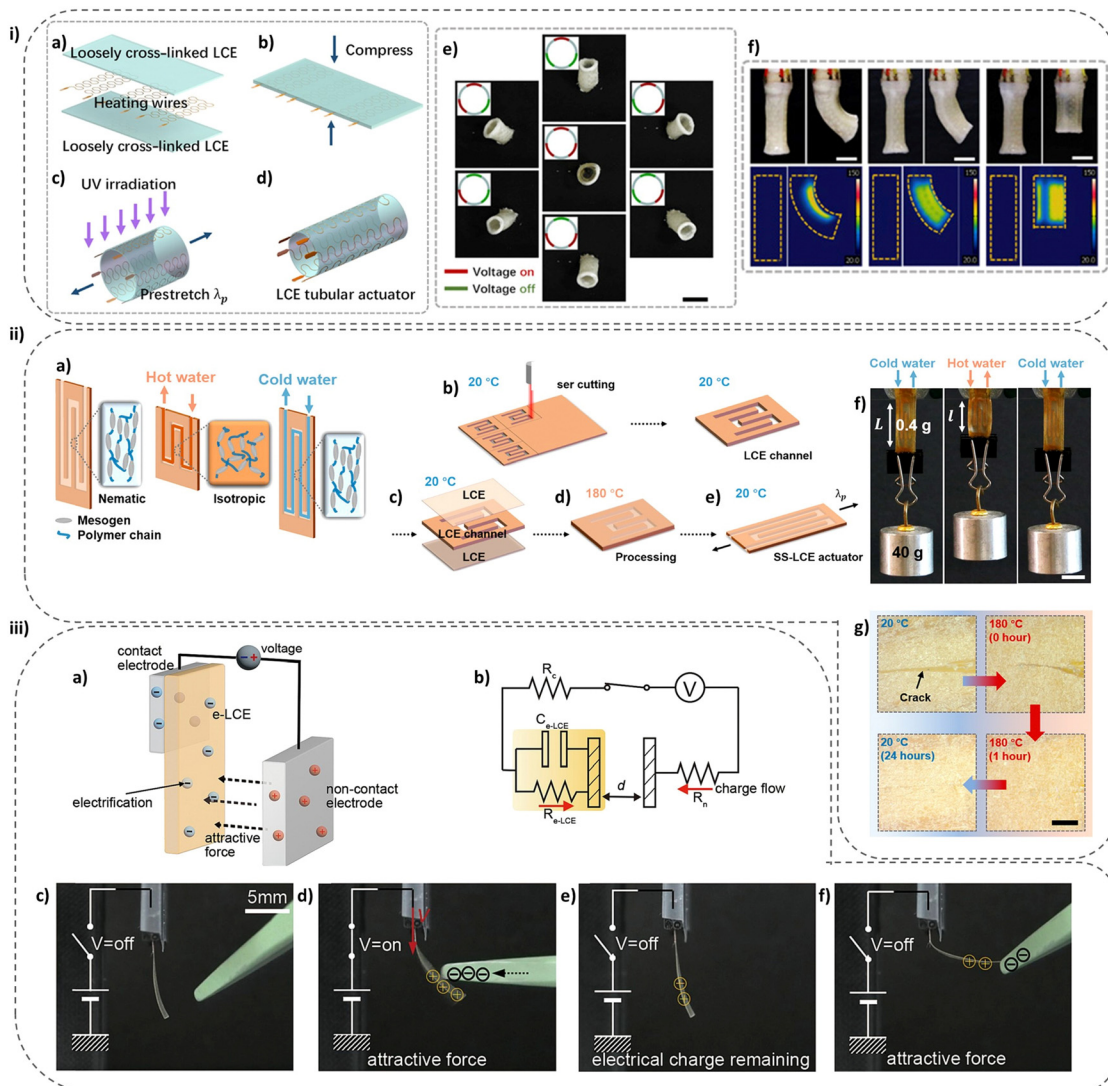 i)
a)
Loosely cross-linked LCE
Heating wires
Loosely cross-linked LCE
b)
Compress
c)
UV irradiation
Prestretch λp
d)
LCE tubular actuator
e)
Voltage on
Voltage off
f)
150
20.0
150
20.0
150
20.0
ii)
a)
Hot water
Cold water
Nematic
Isotropic
Mesogen
Polymer chain
b)
20 °C
ser cutting
20 °C
LCE channel
c)
20 °C
LCE
LCE channel
LCE
d)
180 °C
Processing
e)
20 °C
λp
SS-LCE actuator
f)
Cold water
Hot water
Cold water
L
0.4 g
l
40 g
g)
20 °C
Crack
180 °C
(0 hour)
20 °C
(24 hours)
180 °C
(1 hour)
iii)
a)
contact
electrode
voltage
e-LCE
electrification
attractive
force
non-contact
electrode
b)
Rc
V
Ce-LCE
Re-LCE
d
Rn
charge flow
c)
5mm
V=off
d)
V
V=on
attractive force
e)
V=off
electrical charge remaining
f)
V=off
attractive force